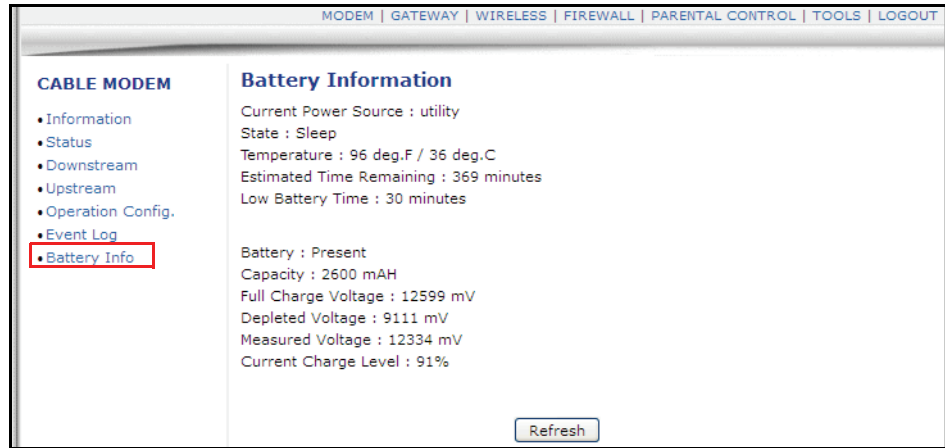 MODEM | GATEWAY | WIRELESS | FIREWALL | PARENTAL CONTROL | TOOLS | LOGOUT
CABLE MODEM
•Information
•Status
•Downstream
•Upstream
•Operation Config.
•Event Log
•Battery Info
Battery Information
Current Power Source : utility
State : Sleep
Temperature : 96 deg.F / 36 deg.C
Estimated Time Remaining : 369 minutes
Low Battery Time : 30 minutes
Battery : Present
Capacity : 2600 mAH
Full Charge Voltage : 12599 mV
Depleted Voltage : 9111 mV
Measured Voltage : 12334 mV
Current Charge Level : 91%
Refresh